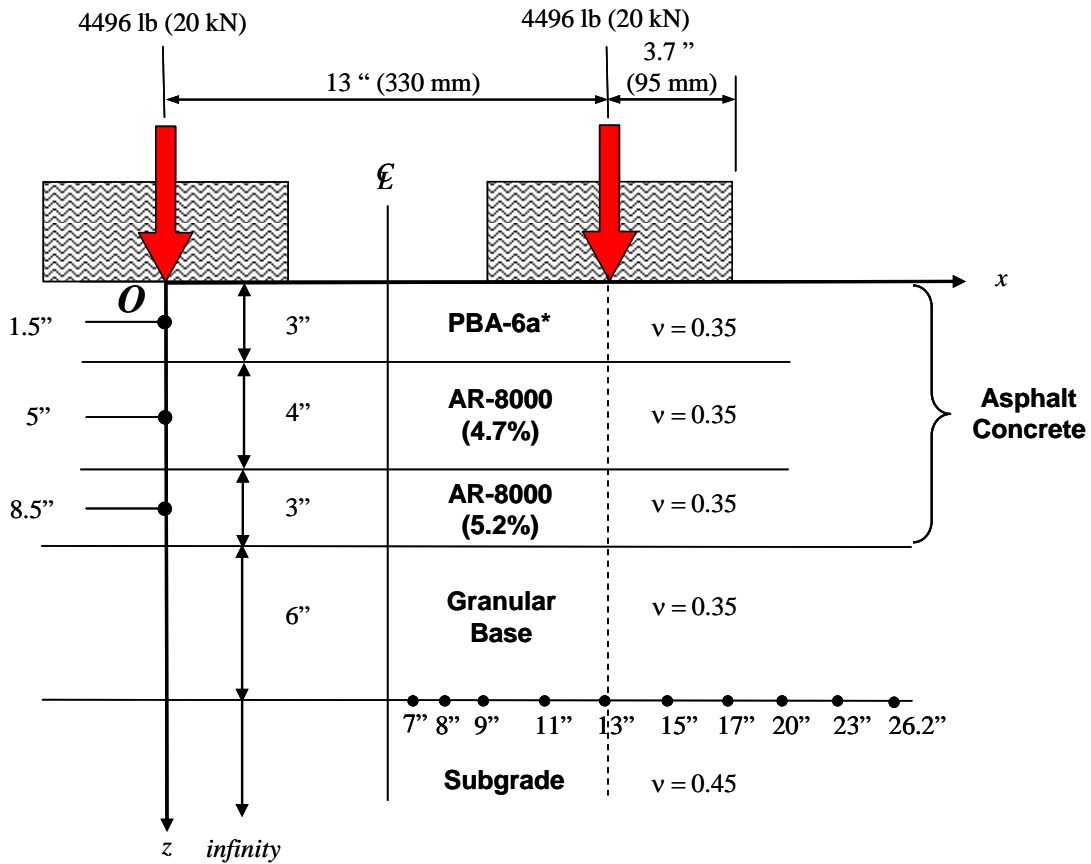 4496 lb (20 kN)
4496 lb (20 kN)
3.7 ”
(95 mm)
13 “ (330 mm)
℄
x
O
1.5”
3”
PBA-6a*
ν = 0.35
5”
4”
AR-8000
(4.7%)
ν = 0.35
Asphalt
Concrete
8.5”
3”
AR-8000
(5.2%)
ν = 0.35
6”
Granular
Base
ν = 0.35
7” 8” 9” 11” 13” 15” 17” 20” 23” 26.2”
Subgrade
ν = 0.45
z
infinity